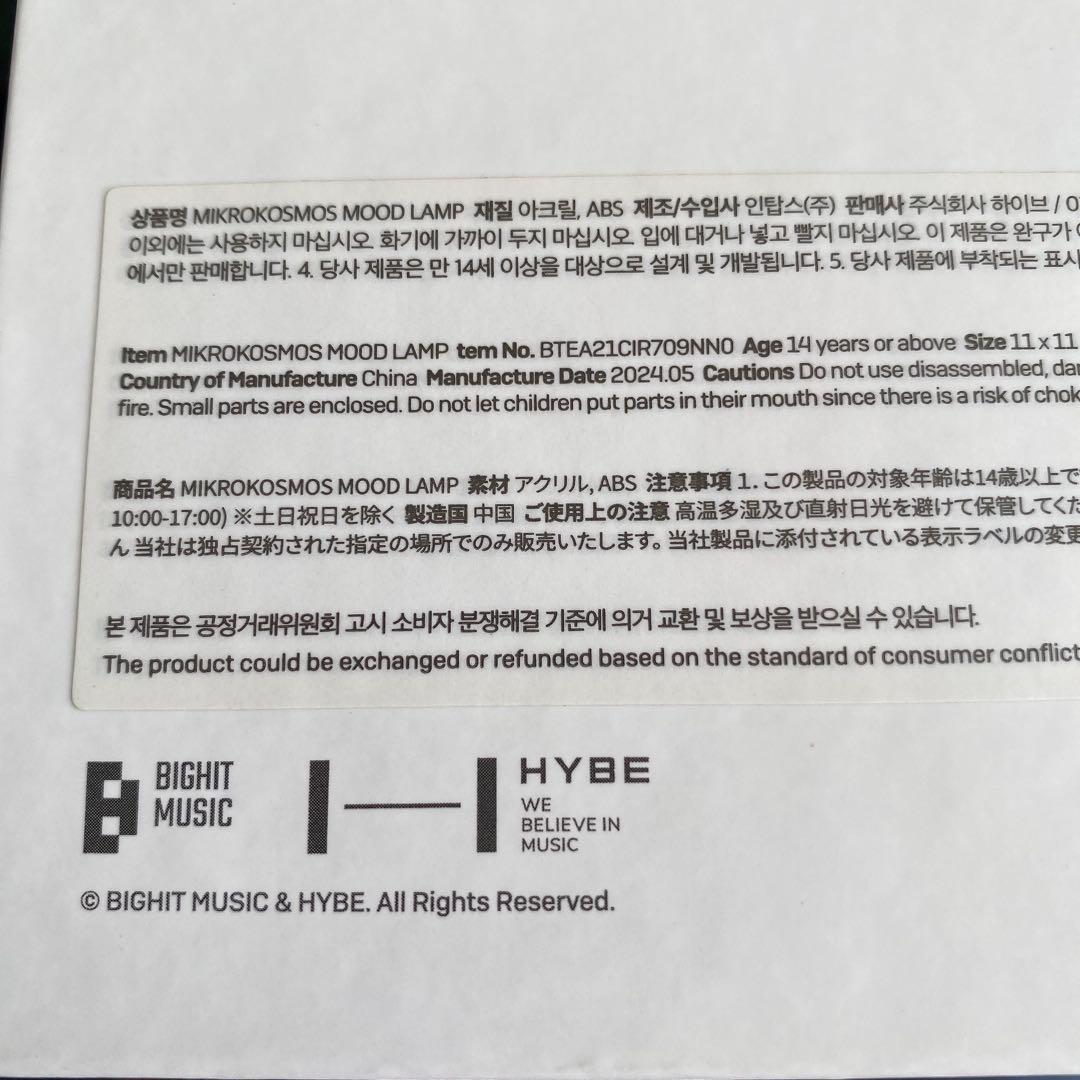 상품명 MIKROKOSMOS MOOD LAMP 재질 아크릴, ABS 제조/수입사 인탑스(주) 판매사 주식회사 하이브 /
이외에는 사용하지 마십시오. 화기에 가까이 두지 마십시오. 입에 대거나 넣고 빨지 마십시오. 이 제품은 완구가
에서만 판매합니다. 4. 당사 제품은 만 14세 이상을 대상으로 설계 및 개발됩니다. 5. 당사 제품에 부착되는 표시
Item MIKROKOSMOS MOOD LAMP tem No. BTEA21CIR709NN0 Age 14 years or above Size 11 x 11
Country of Manufacture China Manufacture Date 2024.05 Cautions Do not use disassembled,
fire. Small parts are enclosed. Do not let children put parts in their mouth since there is a risk of
商品名 MIKROKOSMOS MOOD LAMP 素材 アクリル, ABS 注意事項 1. この製品の対象年齢は14歳以上で
10:00-17:00) ※土日祝日を除く 製造国 中国 ご使用上の注意 高温多湿及び直射日光を避けて保管してくだ
ん 当社は独占契約された指定の場所でのみ販売いたします。当社製品に添付されている表示ラベルの変更
본 제품은 공정거래위원회 고시 소비자 분쟁해결 기준에 의거 교환 및 보상을 받으실 수 있습니다.
The product could be exchanged or refunded based on the standard of consumer conflict
BIGHIT
MUSIC
HYBE
WE
BELIEVE IN
MUSIC
© BIGHIT MUSIC & HYBE. All Rights Reserved.